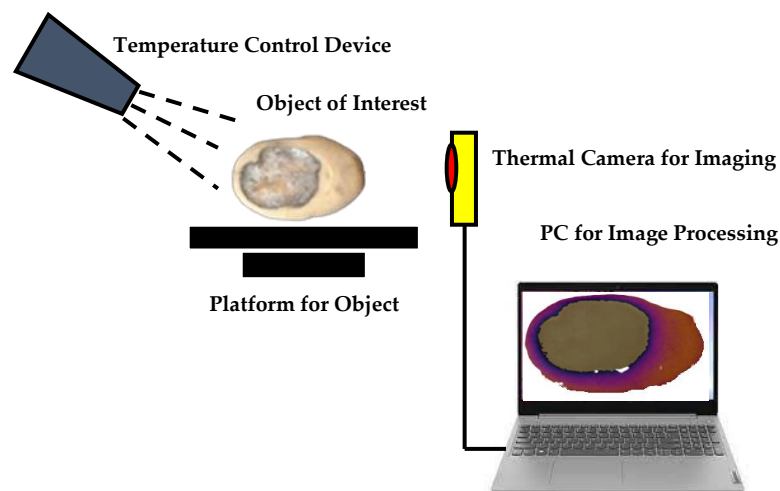 Temperature Control Device
Object of Interest
Thermal Camera for Imaging
PC for Image Processing
Platform for Object